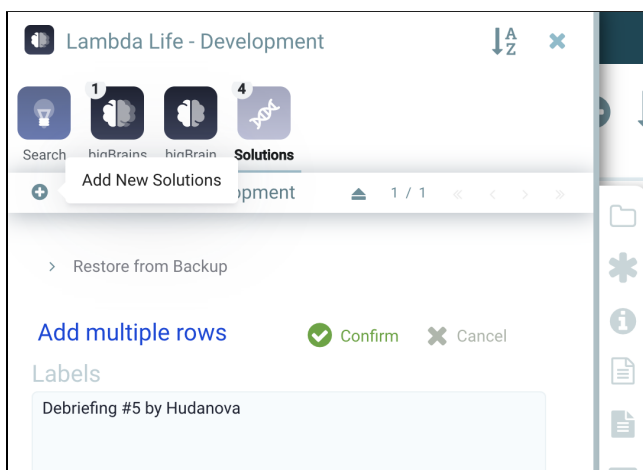 Lambda Life - Development
A
Z
1
4
Search
bigBrains
bigBrain
Solutions
Add New Solutions
opment
1 / 1
Restore from Backup
Add multiple rows
Confirm
Cancel
Labels
Debriefing #5 by Hudanova